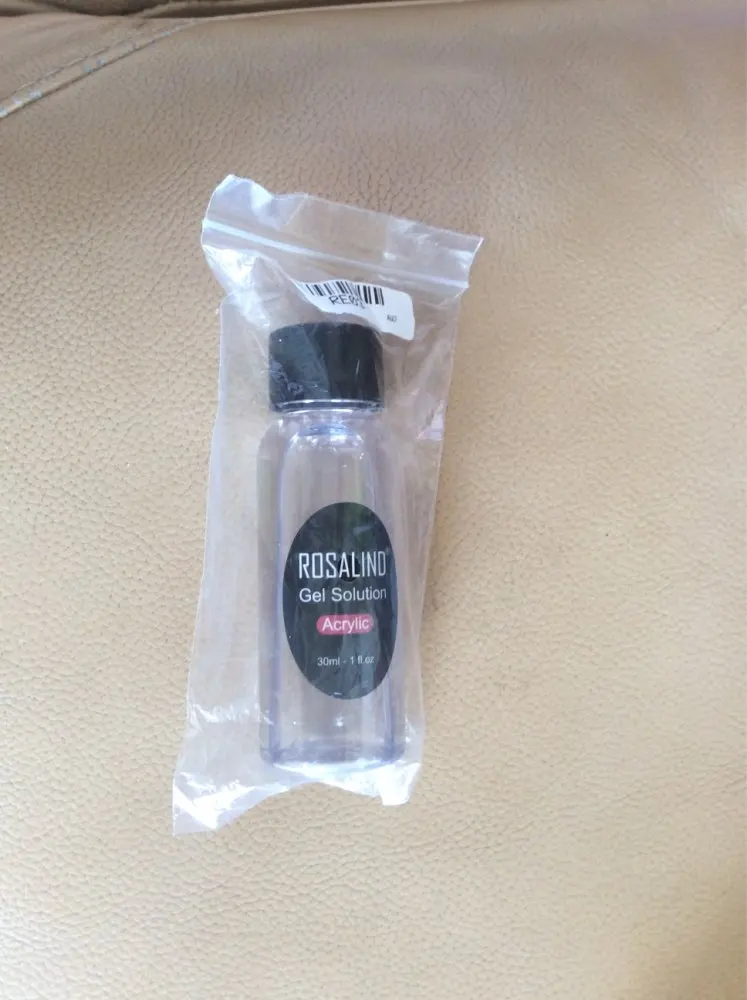 ROSALIND®
Gel Solution
Acrylic
30ml - 1 fl.oz